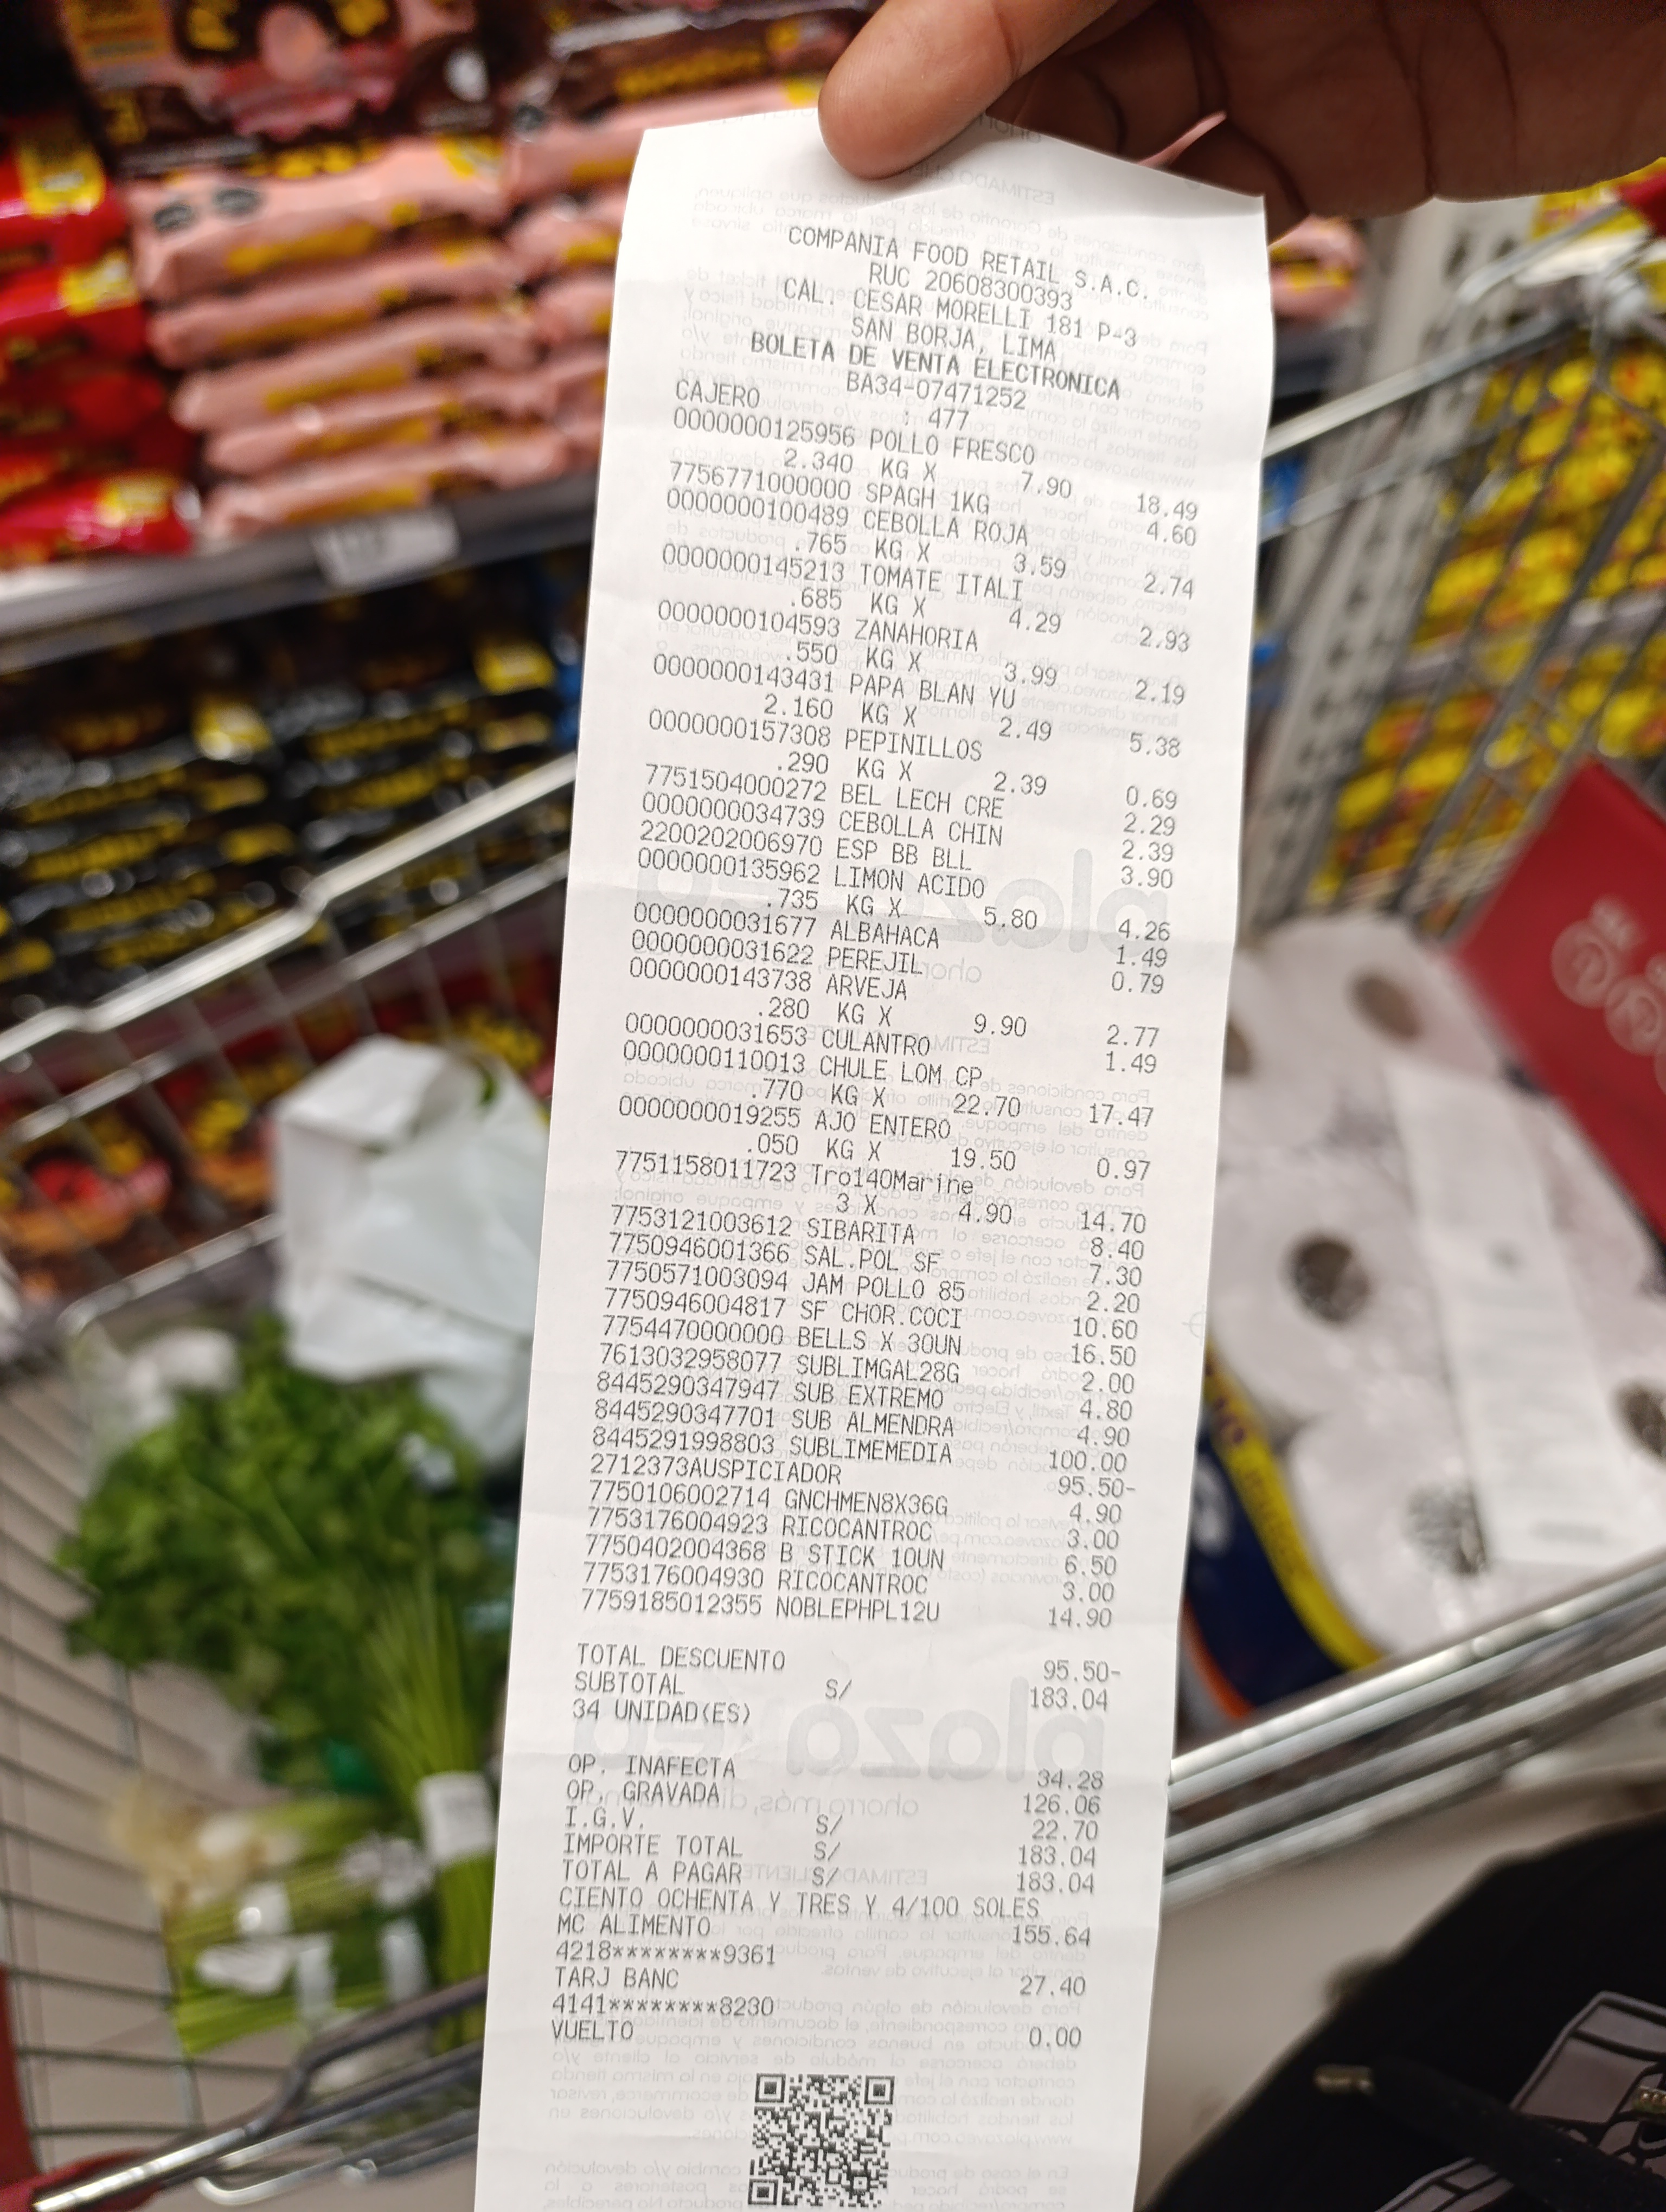 COMPANIA FOOD RETAIL S.A.C.
RUC 20608300393
CAL. CESAR MORELLI 181 P-3
SAN BORJA, LIMA
BOLETA DE VENTA ELECTRONICA
BA34-07471252
CAJERO : 477
0000000125956 POLLO FRESCO
2.340 KG X 7.90 18.49
7756771000000 SPAGH 1KG 4.60
0000000100489 CEBOLLA ROJA
.765 KG X 3.59 2.74
0000000145213 TOMATE ITALI
.685 KG X 4.29 2.93
0000000104593 ZANAHORIA
.550 KG X 3.99 2.19
0000000143431 PAPA BLAN YU
2.160 KG X 2.49 5.38
0000000157308 PEPINILLOS
.290 KG X 2.39 0.69
7751504000272 BEL LECH CRE 2.29
0000000034739 CEBOLLA CHIN 2.39
2200202006970 ESP BB BLL 3.90
0000000135962 LIMON ACIDO
.735 KG X 5.80 4.26
0000000031677 ALBAHACA 1.49
0000000031622 PEREJIL 0.79
0000000143738 ARVEJA
.280 KG X 9.90 2.77
0000000031653 CULANTRO 1.49
0000000110013 CHULE LOM CP
.770 KG X 22.70 17.47
0000000019255 AJO ENTERO
.050 KG X 19.50 0.97
7751158011723 Tro140Marine
3 X 4.90 14.70
7753121003612 SIBARITA 8.40
7750946001366 SAL.POL SF 7.30
7750571003094 JAM POLLO 85 2.20
7750946004817 SF CHOR.COCI 10.60
7754470000000 BELLS X 30UN 16.50
7613032958077 SUBLIMGAL28G 2.00
8445290347947 SUB EXTREMO 4.80
8445290347701 SUB ALMENDRA 4.90
8445291998803 SUBLIMEMEDIA 100.00
2712373AUSPICIADOR 95.50-
7750106002714 GNCHMEN8X36G 4.90
7753176004923 RICOCANTROC 3.00
7750402004368 B STICK 10UN 6.50
7753176004930 RICOCANTROC 3.00
7759185012355 NOBLEPHPL12U 14.90
TOTAL DESCUENTO 95.50-
SUBTOTAL S/ 183.04
34 UNIDAD(ES)
OP. INAFECTA 34.28
OP. GRAVADA 126.06
I.G.V. S/ 22.70
IMPORTE TOTAL S/ 183.04
TOTAL A PAGAR S/ 183.04
CIENTO OCHENTA Y TRES Y 4/100 SOLES
MC ALIMENTO 155.64
4218********9361
TARJ BANC 27.40
4141********8230
VUELTO 0.00